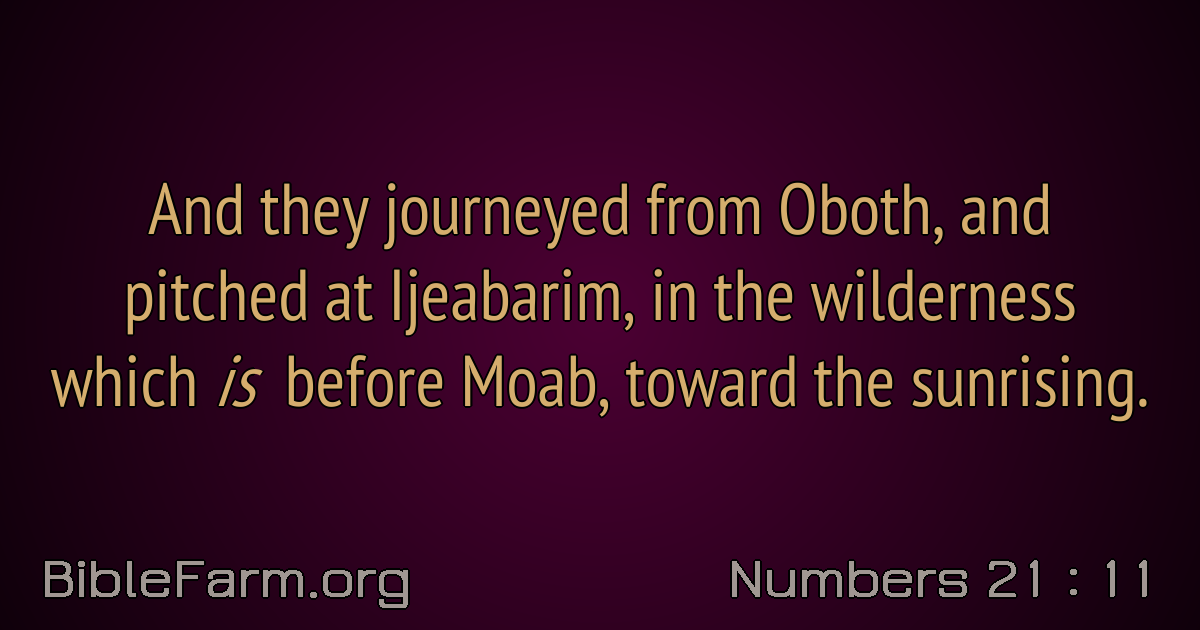 And they journeyed from Oboth, and
pitched at Ijeabarim, in the wilderness
which is before Moab, toward the sunrising.
BibleFarm.org
Numbers 21 : 11